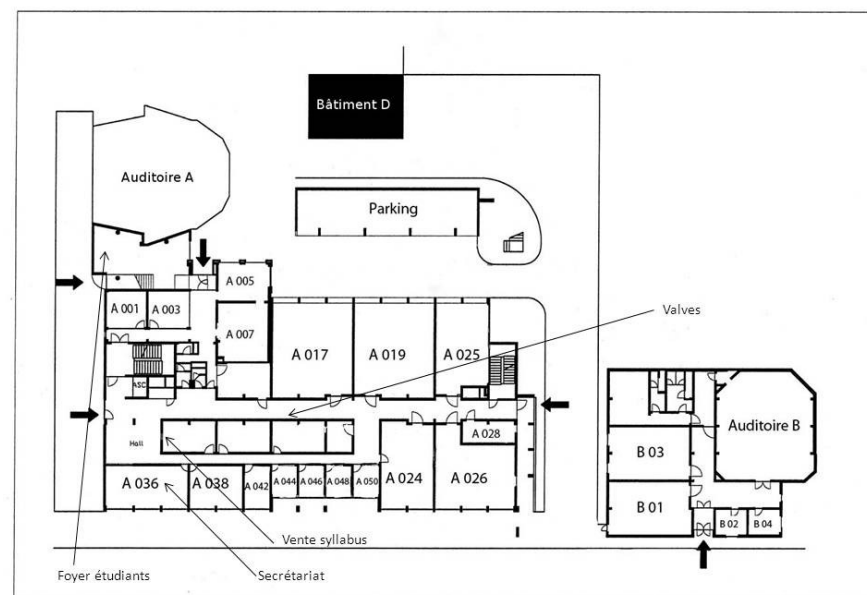 Bâtiment D
Auditoire A
Parking
A 005
A 001
A 003
A 007
Valves
A 017
A 019
A 025
ASC
Hall
A 028
Auditoire B
B 03
A 036
A 038
A 042
A 044
A 046
A 048
A 050
A 024
A 026
B 01
B 02
B 04
Vente syllabus
Foyer étudiants
Secrétariat